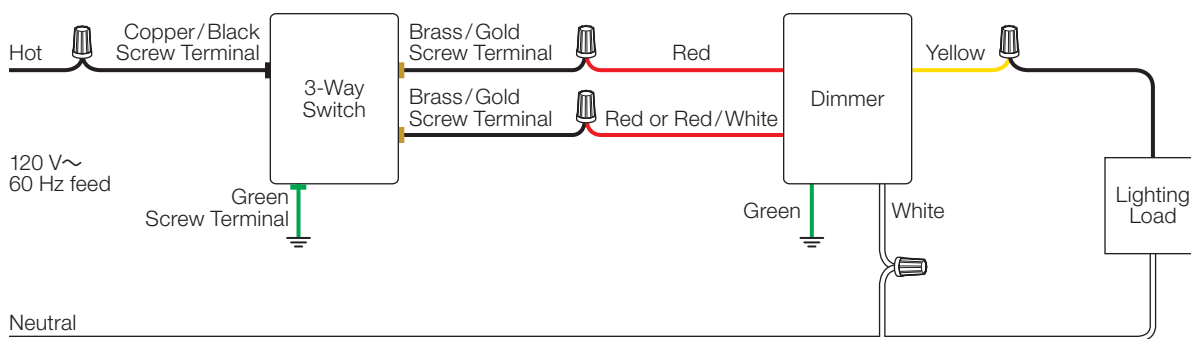 Hot
Copper/Black
Screw Terminal
3-Way
Switch
Brass/Gold
Screw Terminal
Red
Brass/Gold
Screw Terminal
Red or Red/White
Dimmer
Yellow
120 V~
60 Hz feed
Green
Screw Terminal
Green
White
Lighting
Load
Neutral